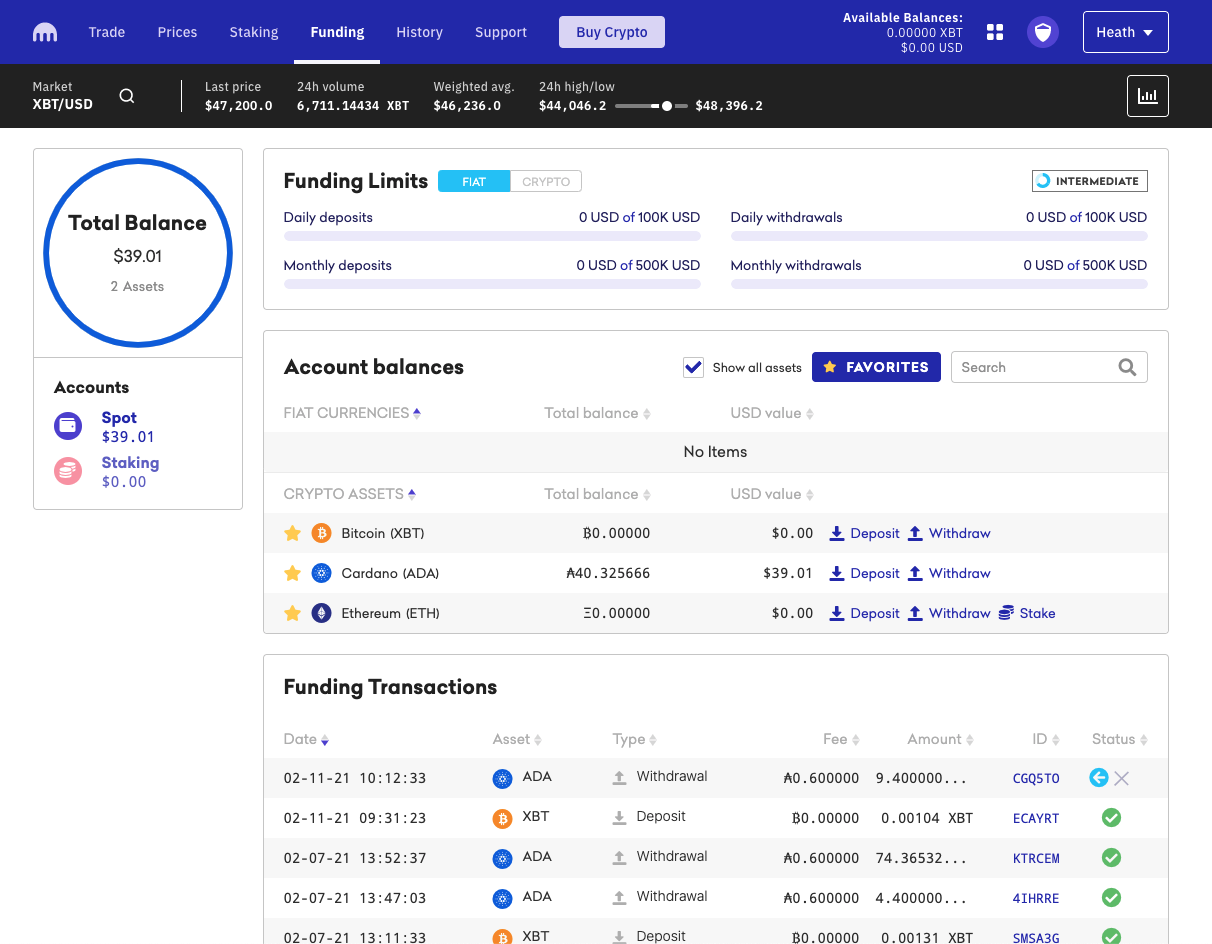 Trade Prices Staking Funding History Support Buy Crypto
Available Balances:
0.00000 XBT
$0.00 USD
Heath
Market
XBT/USD
Last price
$47,200.0
24h volume
6,711.14434 XBT
Weighted avg.
$46,236.0
24h high/low
$44,046.2 $48,396.2
Total Balance
$39.01
2 Assets
Accounts
Spot
$39.01
Staking
$0.00
Funding Limits FIAT CRYPTO INTERMEDIATE
Daily deposits 0 USD of 100K USD
Daily withdrawals 0 USD of 100K USD
Monthly deposits 0 USD of 500K USD
Monthly withdrawals 0 USD of 500K USD
Account balances Show all assets FAVORITES Search
FIAT CURRENCIES Total balance USD value
No Items
CRYPTO ASSETS Total balance USD value
Bitcoin (XBT) ₿0.00000 $0.00 Deposit Withdraw
Cardano (ADA) ₳40.325666 $39.01 Deposit Withdraw
Ethereum (ETH) Ξ0.00000 $0.00 Deposit Withdraw Stake
Funding Transactions
Date Asset Type Fee Amount ID Status
02-11-21 10:12:33 ADA Withdrawal ₳0.600000 9.400000... CGQ5TO
02-11-21 09:31:23 XBT Deposit ₿0.00000 0.00104 XBT ECAYRT
02-07-21 13:52:37 ADA Withdrawal ₳0.600000 74.36532... KTRCEM
02-07-21 13:47:03 ADA Withdrawal ₳0.600000 4.400000... 4IHRRE
02-07-21 13:11:33 XBT Deposit ₿0.00000 0.00131 XBT SMSA3G